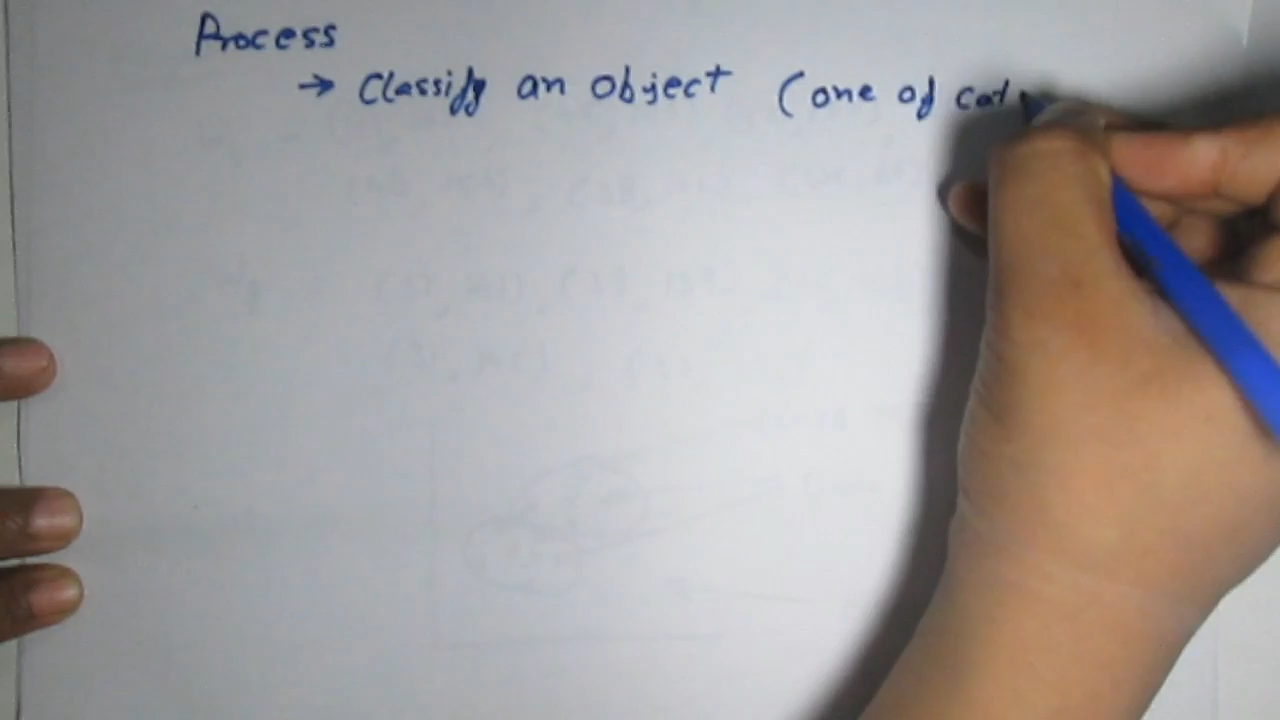 Process
→ Classify an object (one of cat